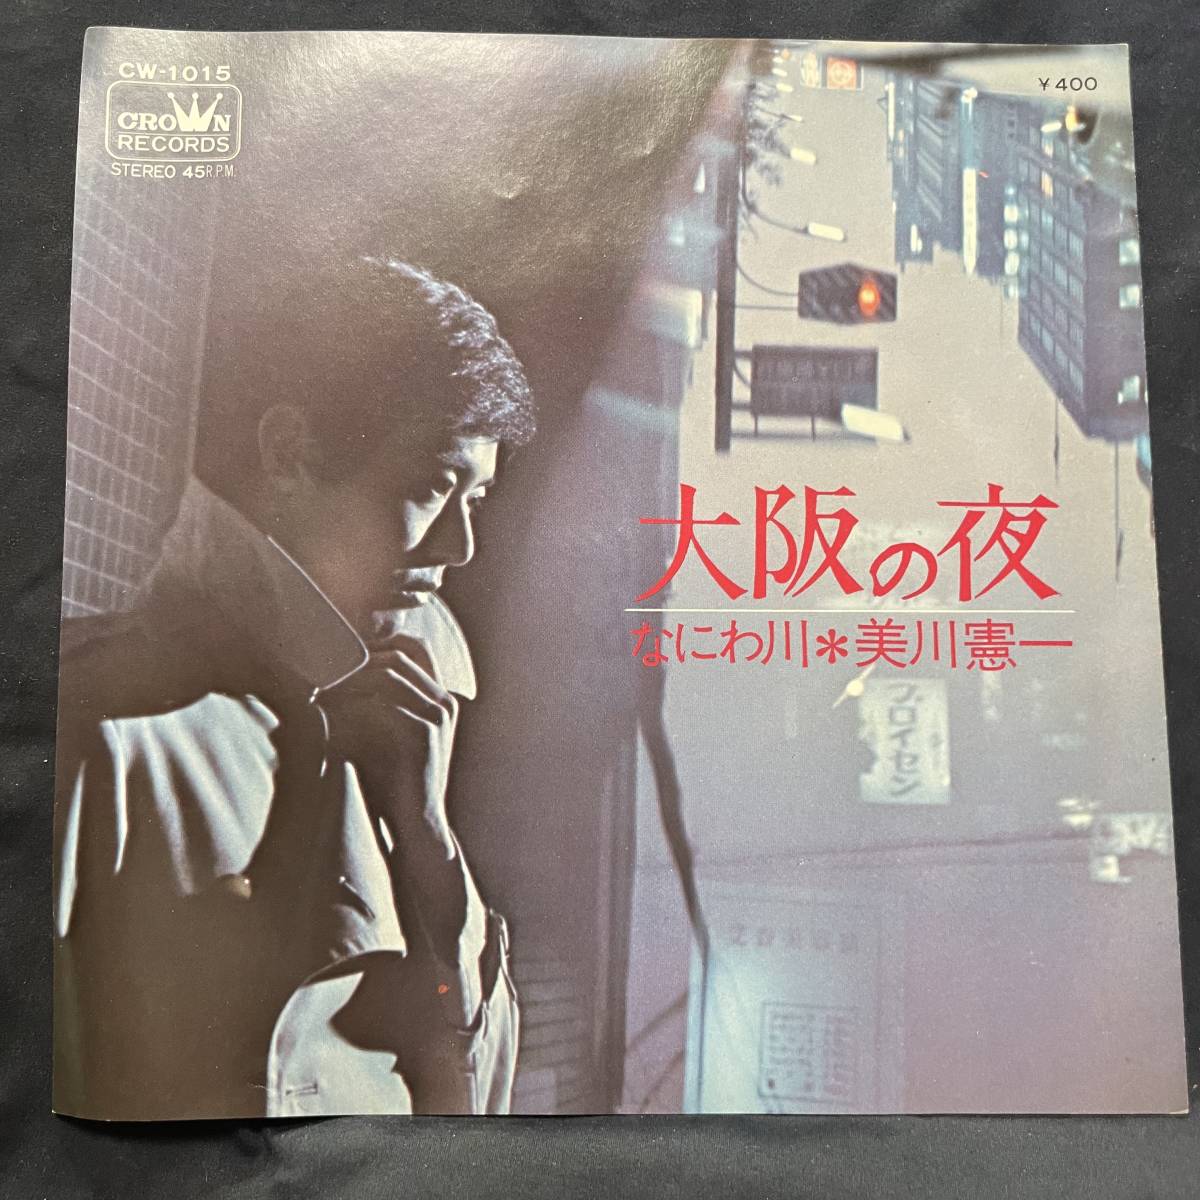 CW-1015
CROWN
RECORDS
STEREO 45R.P.M.
¥400
大阪の夜
なにわ川*美川憲一
プロイセン